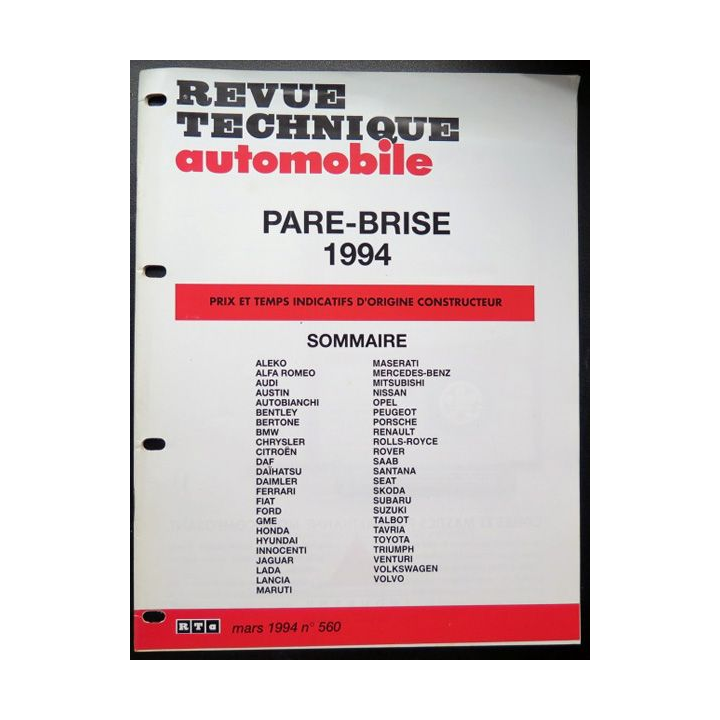 REVUE
TECHNIQUE
automobile
PARE-BRISE
1994
PRIX ET TEMPS INDICATIFS D'ORIGINE CONSTRUCTEUR
SOMMAIRE
ALEKO
ALFA ROMEO
AUDI
AUSTIN
AUTOBIANCHI
BENTLEY
BERTONE
BMW
CHRYSLER
CITROËN
DAF
DAÏHATSU
DAIMLER
FERRARI
FIAT
FORD
GME
HONDA
HYUNDAI
INNOCENTI
JAGUAR
LADA
LANCIA
MARUTI
MASERATI
MERCEDES-BENZ
MITSUBISHI
NISSAN
OPEL
PEUGEOT
PORSCHE
RENAULT
ROLLS-ROYCE
ROVER
SAAB
SANTANA
SEAT
SKODA
SUBARU
SUZUKI
TALBOT
TAVRIA
TOYOTA
TRIUMPH
VENTURI
VOLKSWAGEN
VOLVO
RTa mars 1994 n° 560